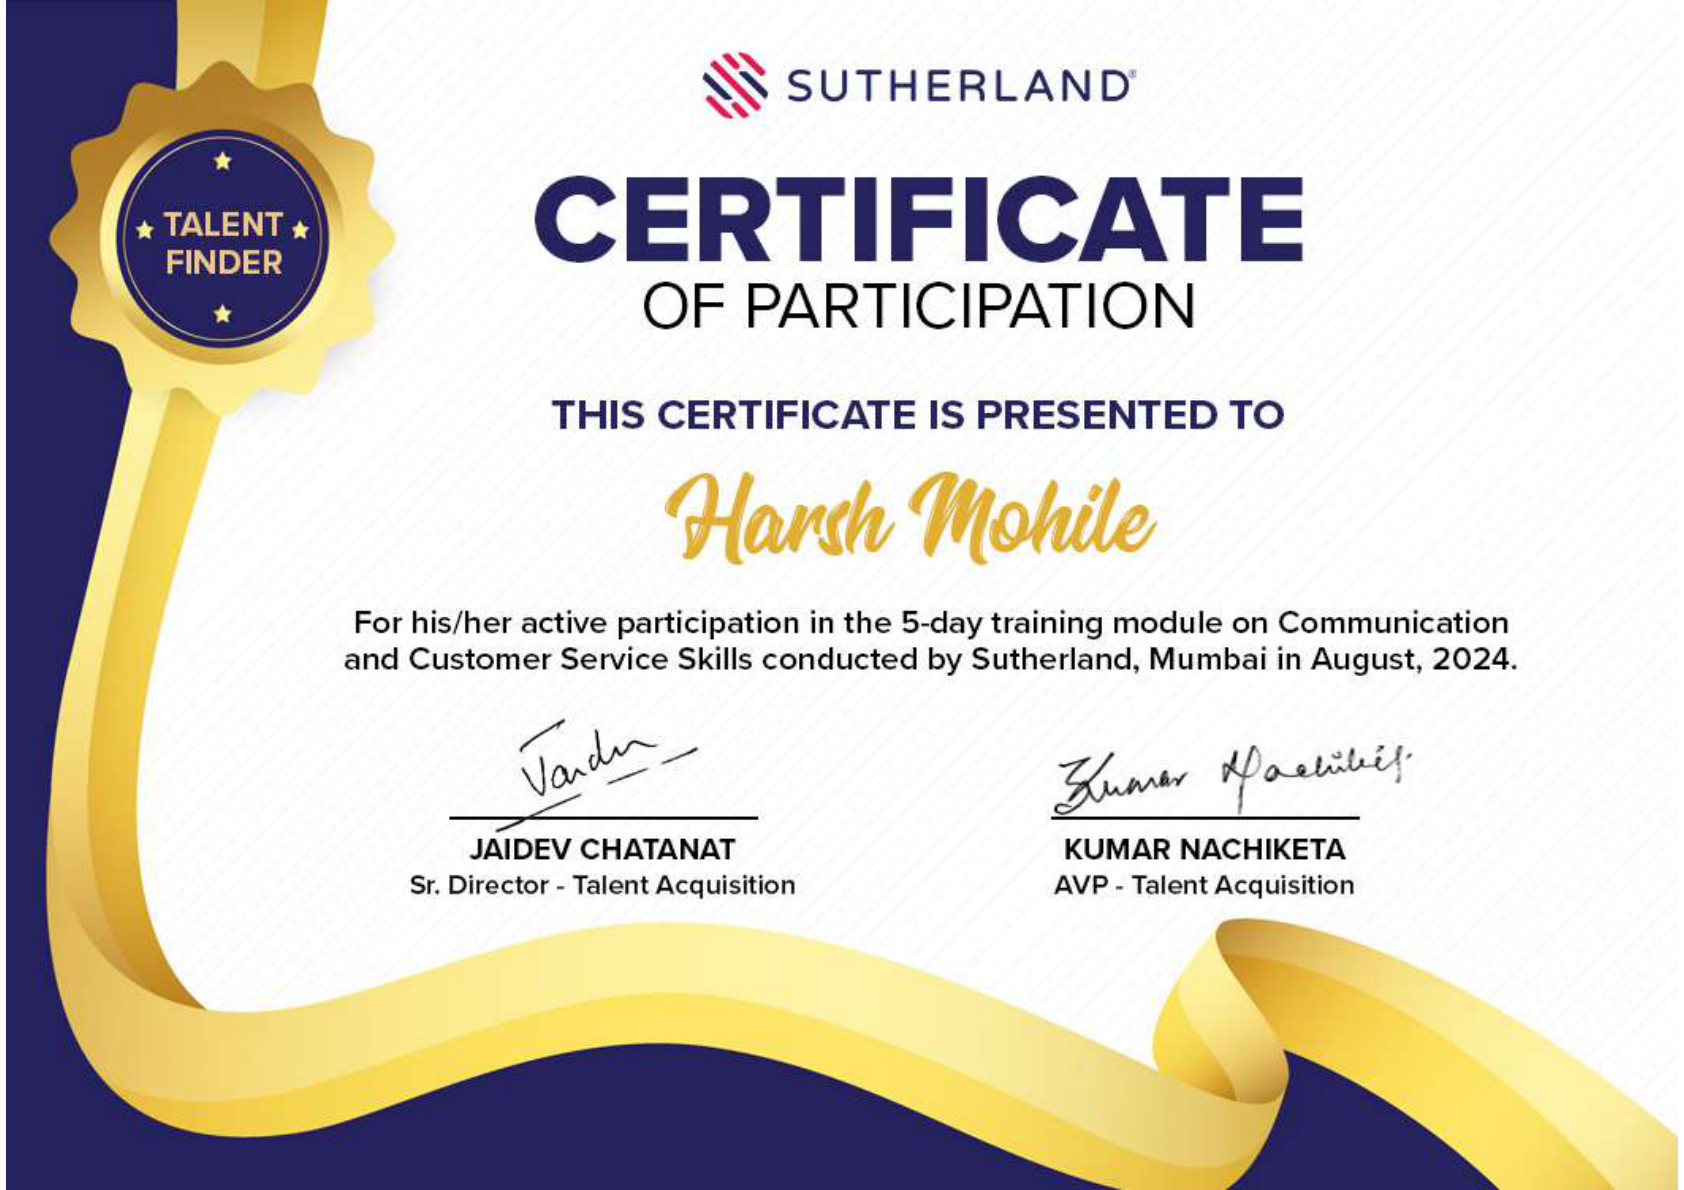 SUTHERLAND®
TALENT
FINDER
CERTIFICATE
OF PARTICIPATION
THIS CERTIFICATE IS PRESENTED TO
Harsh Mohile
For his/her active participation in the 5-day training module on Communication
and Customer Service Skills conducted by Sutherland, Mumbai in August, 2024.
Kumar Nachiket
JAIDEV CHATANAT
KUMAR NACHIKETA
Sr. Director - Talent Acquisition
AVP - Talent Acquisition